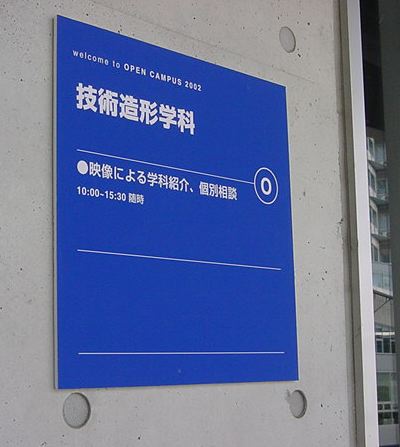 welcome to OPEN CAMPUS 2002
技術造形学科
●映像による学科紹介、個別相談
O
10:00~15:30 随時